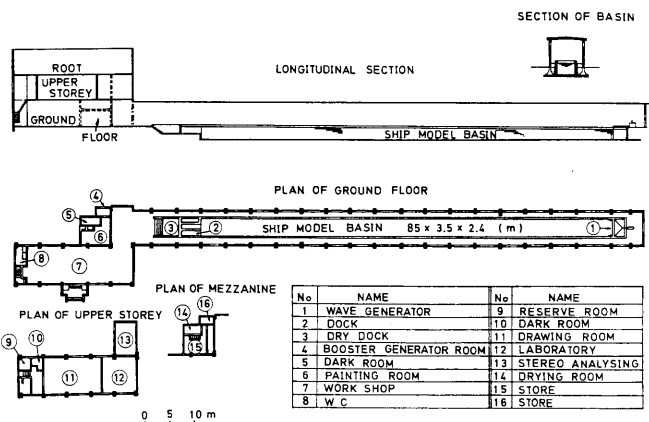 SECTION OF BASIN
LONGITUDINAL SECTION
ROOT
UPPER
STOREY
GROUND
FLOOR
SHIP MODEL BASIN
PLAN OF GROUND FLOOR
4
5
6
3
2
SHIP MODEL BASIN 85 x 3.5 x 2.4 (m)
1
8
7
PLAN OF MEZZANINE
14
16
15
PLAN OF UPPER STOREY
9
10
13
11
12
0 5 10 m
No NAME No NAME
1 WAVE GENERATOR 9 RESERVE ROOM
2 DOCK 10 DARK ROOM
3 DRY DOCK 11 DRAWING ROOM
4 BOOSTER GENERATOR ROOM 12 LABORATORY
5 DARK ROOM 13 STEREO ANALYSING
6 PAINTING ROOM 14 DRYING ROOM
7 WORK SHOP 15 STORE
8 W C 16 STORE